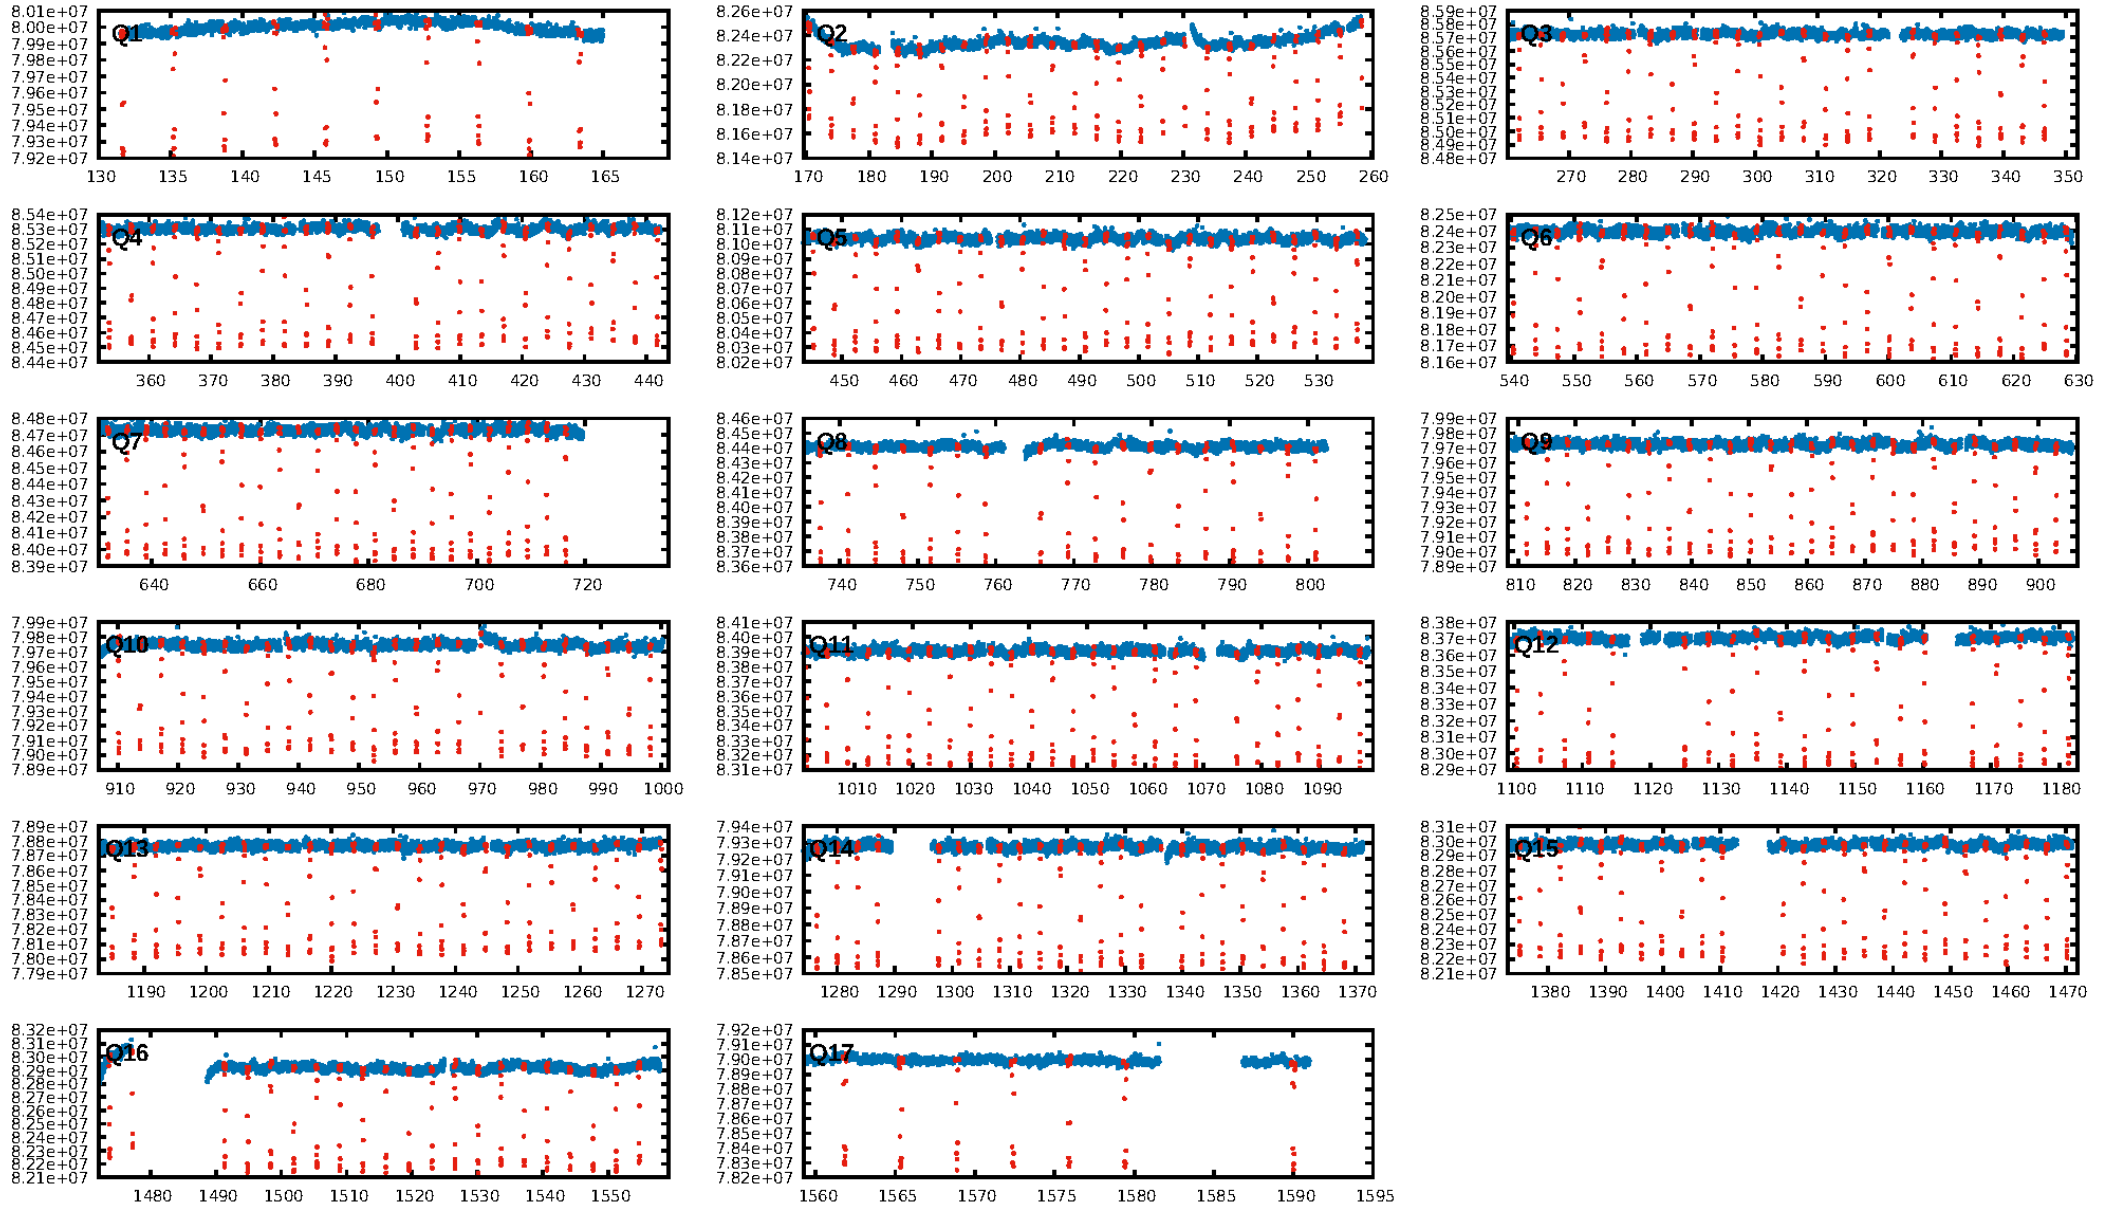 8.01e+07
8.00e+07
7.99e+07
7.98e+07
7.97e+07
7.96e+07
7.95e+07
7.94e+07
7.93e+07
7.92e+07
Q1
130 135 140 145 150 155 160 165
8.26e+07
8.24e+07
8.22e+07
8.20e+07
8.18e+07
8.16e+07
8.14e+07
Q2
170 180 190 200 210 220 230 240 250 260
8.59e+07
8.58e+07
8.57e+07
8.56e+07
8.55e+07
8.54e+07
8.53e+07
8.52e+07
8.51e+07
8.50e+07
8.49e+07
8.48e+07
Q3
270 280 290 300 310 320 330 340 350
8.54e+07
8.53e+07
8.52e+07
8.51e+07
8.50e+07
8.49e+07
8.48e+07
8.47e+07
8.46e+07
8.45e+07
8.44e+07
Q4
360 370 380 390 400 410 420 430 440
8.12e+07
8.11e+07
8.10e+07
8.09e+07
8.08e+07
8.07e+07
8.06e+07
8.05e+07
8.04e+07
8.03e+07
8.02e+07
Q5
450 460 470 480 490 500 510 520 530
8.25e+07
8.24e+07
8.23e+07
8.22e+07
8.21e+07
8.20e+07
8.19e+07
8.18e+07
8.17e+07
8.16e+07
Q6
540 550 560 570 580 590 600 610 620 630
8.48e+07
8.47e+07
8.46e+07
8.45e+07
8.44e+07
8.43e+07
8.42e+07
8.41e+07
8.40e+07
8.39e+07
Q7
640 660 680 700 720
8.46e+07
8.45e+07
8.44e+07
8.43e+07
8.42e+07
8.41e+07
8.40e+07
8.39e+07
8.38e+07
8.37e+07
8.36e+07
Q8
740 750 760 770 780 790 800
7.99e+07
7.98e+07
7.97e+07
7.96e+07
7.95e+07
7.94e+07
7.93e+07
7.92e+07
7.91e+07
7.90e+07
7.89e+07
Q9
810 820 830 840 850 860 870 880 890 900
7.99e+07
7.98e+07
7.97e+07
7.96e+07
7.95e+07
7.94e+07
7.93e+07
7.92e+07
7.91e+07
7.90e+07
7.89e+07
Q10
910 920 930 940 950 960 970 980 990 1000
8.41e+07
8.40e+07
8.39e+07
8.38e+07
8.37e+07
8.36e+07
8.35e+07
8.34e+07
8.33e+07
8.32e+07
8.31e+07
Q11
1010 1020 1030 1040 1050 1060 1070 1080 1090
8.38e+07
8.37e+07
8.36e+07
8.35e+07
8.34e+07
8.33e+07
8.32e+07
8.31e+07
8.30e+07
8.29e+07
Q12
1100 1110 1120 1130 1140 1150 1160 1170 1180
7.89e+07
7.88e+07
7.87e+07
7.86e+07
7.85e+07
7.84e+07
7.83e+07
7.82e+07
7.81e+07
7.80e+07
7.79e+07
Q13
1190 1200 1210 1220 1230 1240 1250 1260 1270
7.94e+07
7.93e+07
7.92e+07
7.91e+07
7.90e+07
7.89e+07
7.88e+07
7.87e+07
7.86e+07
7.85e+07
Q14
1280 1290 1300 1310 1320 1330 1340 1350 1360 1370
8.31e+07
8.30e+07
8.29e+07
8.28e+07
8.27e+07
8.26e+07
8.25e+07
8.24e+07
8.23e+07
8.22e+07
8.21e+07
Q15
1380 1390 1400 1410 1420 1430 1440 1450 1460 1470
8.32e+07
8.31e+07
8.30e+07
8.29e+07
8.28e+07
8.27e+07
8.26e+07
8.25e+07
8.24e+07
8.23e+07
8.22e+07
8.21e+07
Q16
1480 1490 1500 1510 1520 1530 1540 1550
7.92e+07
7.91e+07
7.90e+07
7.89e+07
7.88e+07
7.87e+07
7.86e+07
7.85e+07
7.84e+07
7.83e+07
7.82e+07
Q17
1560 1565 1570 1575 1580 1585 1590 1595